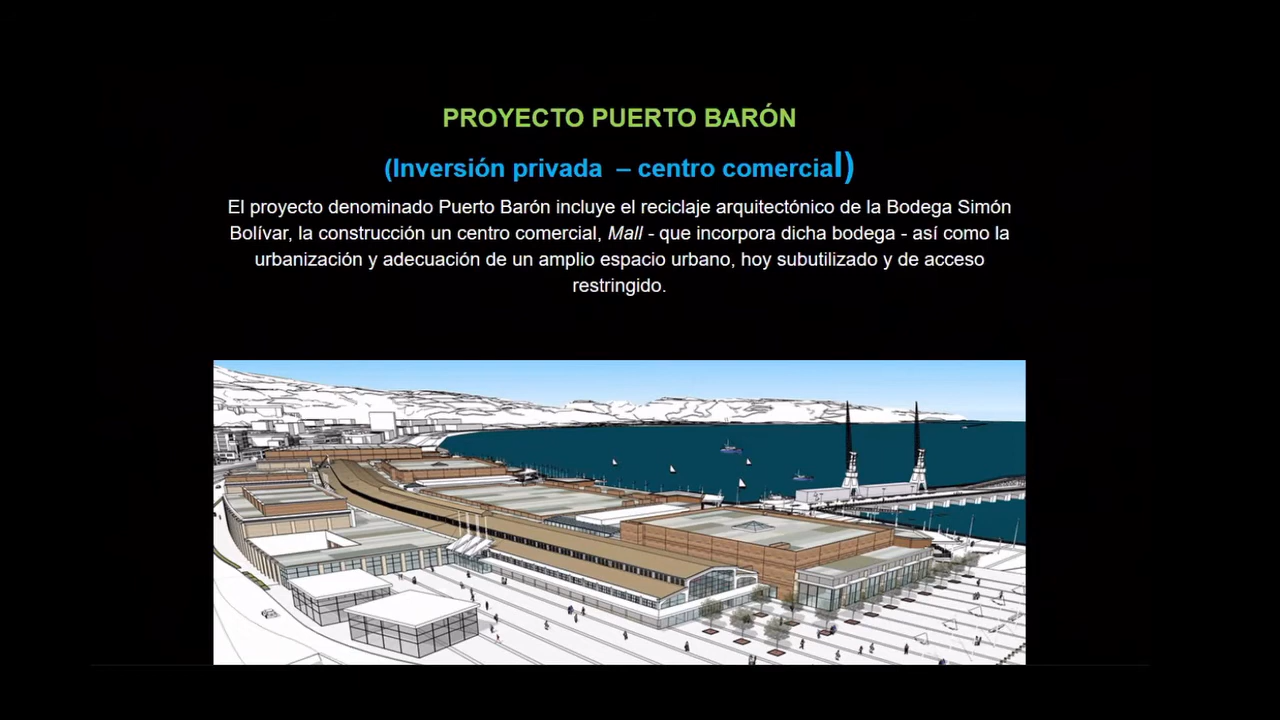 PROYECTO PUERTO BARÓN
(Inversión privada – centro comercial)
El proyecto denominado Puerto Barón incluye el reciclaje arquitectónico de la Bodega Simón
Bolívar, la construcción un centro comercial, Mall - que incorpora dicha bodega - así como la
urbanización y adecuación de un amplio espacio urbano, hoy subutilizado y de acceso
restringido.